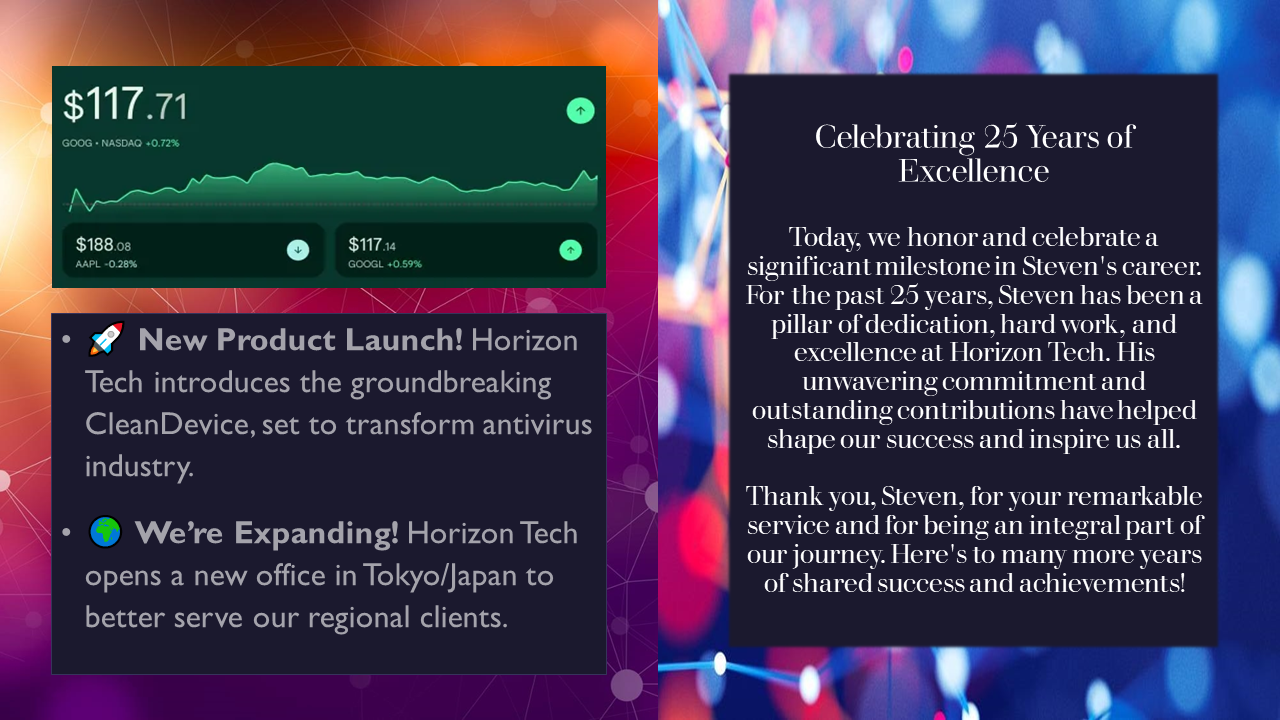 $117.71
GOOG • NASDAQ +0.72%
$188.08
AAPL -0.28%
$117.14
GOOGL +0.59%
• 🚀 New Product Launch! Horizon
Tech introduces the groundbreaking
CleanDevice, set to transform antivirus
industry.
• 🌍 We’re Expanding! Horizon Tech
opens a new office in Tokyo/Japan to
better serve our regional clients.
Celebrating 25 Years of
Excellence
Today, we honor and celebrate a
significant milestone in Steven's career.
For the past 25 years, Steven has been a
pillar of dedication, hard work, and
excellence at Horizon Tech. His
unwavering commitment and
outstanding contributions have helped
shape our success and inspire us all.
Thank you, Steven, for your remarkable
service and for being an integral part of
our journey. Here's to many more years
of shared success and achievements!